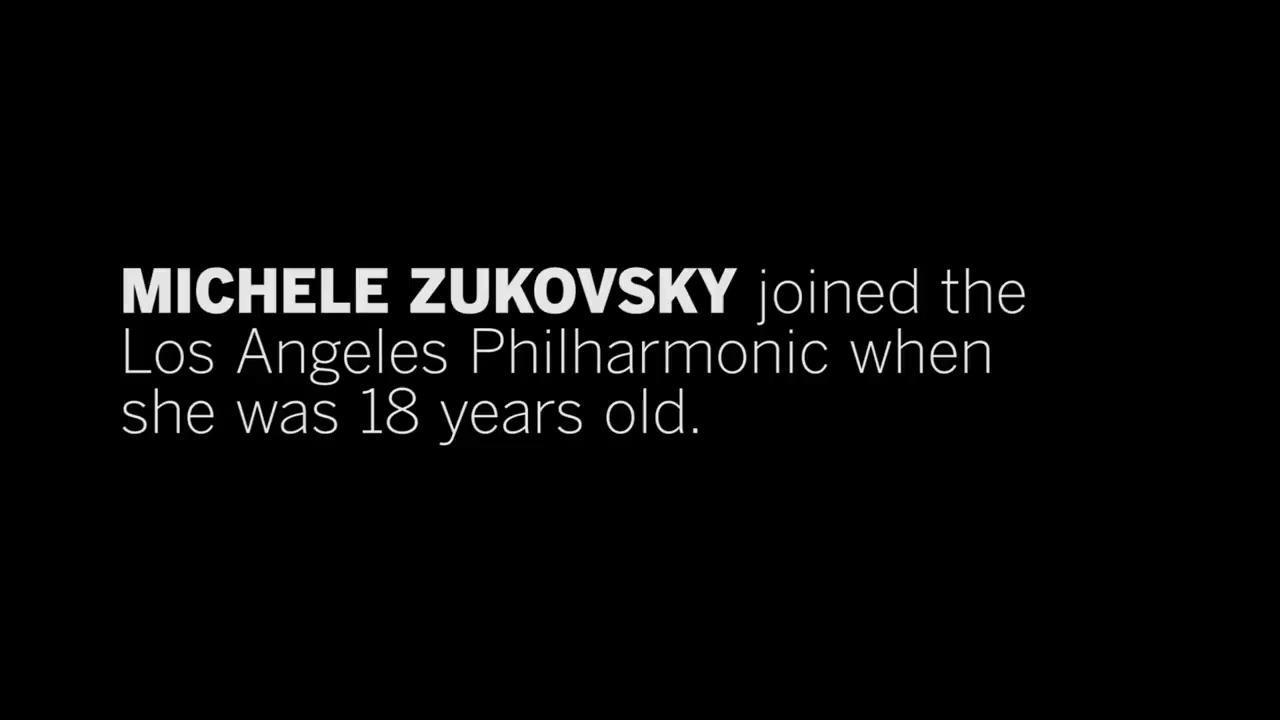 MICHELE ZUKOVSKY joined the
Los Angeles Philharmonic when
she was 18 years old.